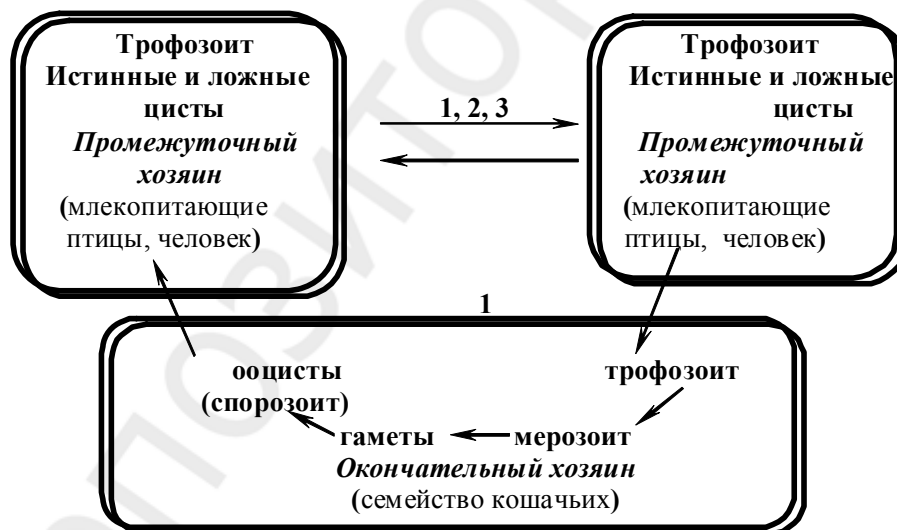 Трофозоит
Истинные и ложные
цисты
Промежуточный
хозяин
(млекопитающие
птицы, человек)
1, 2, 3
Трофозоит
Истинные и ложные
цисты
Промежуточный
хозяин
(млекопитающие
птицы, человек)
1
ооцисты
(спорозоит)
трофозоит
гаметы
мерозоит
Окончательный хозяин
(семейство кошачьих)